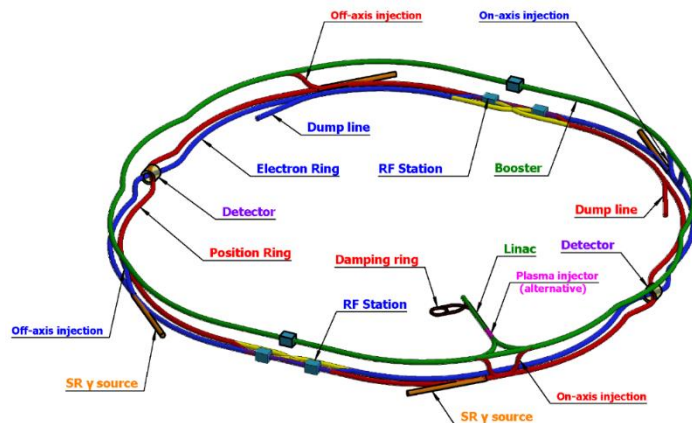 Off-axis injection
On-axis injection
Dump line
Electron Ring
RF Station
Booster
Detector
Dump line
Position Ring
Damping ring
Linac
Detector
Plasma injector
(alternative)
RF Station
Off-axis injection
SR γ source
On-axis injection
SR γ source